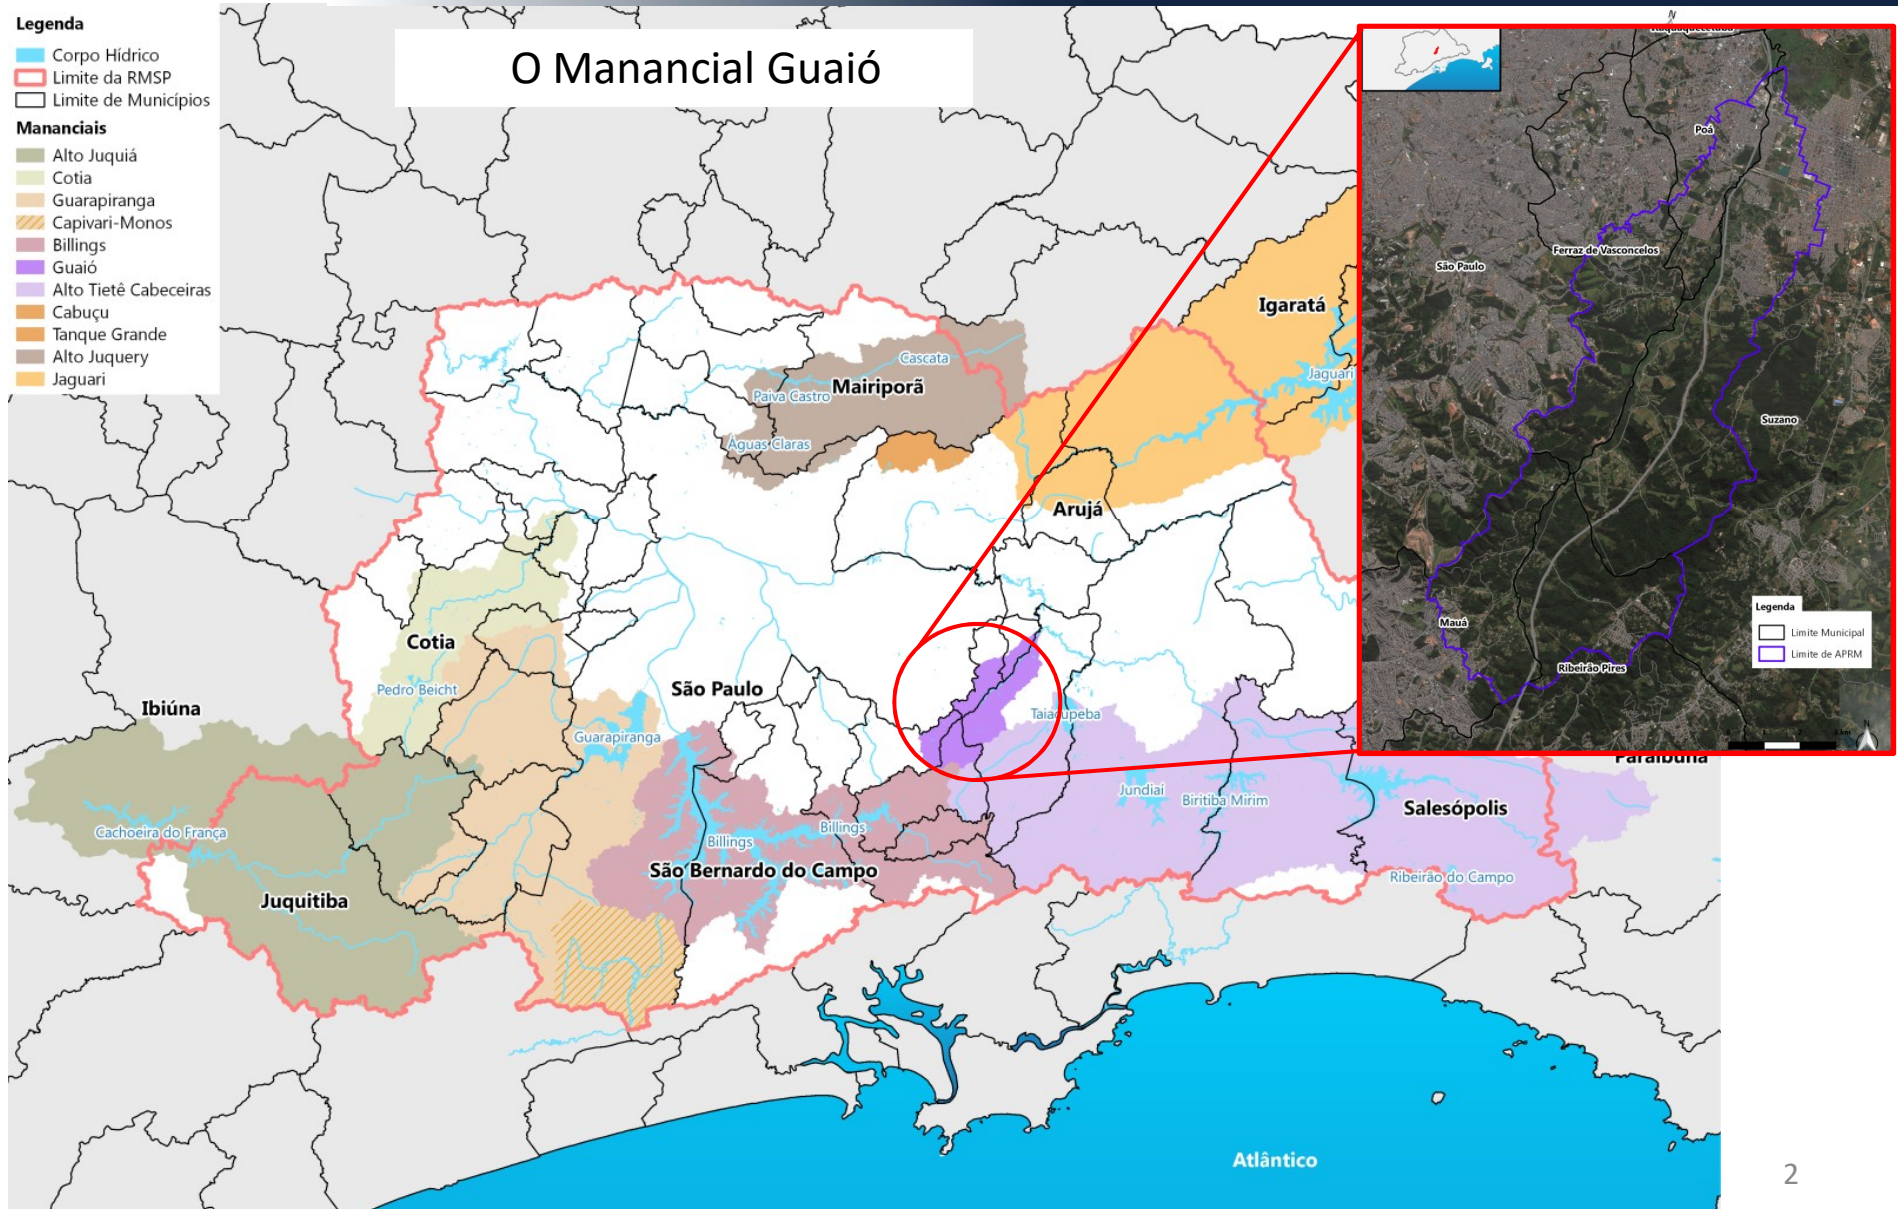 O Manancial Guaió
Legenda
Corpo Hídrico
Limite da RMSP
Limite de Municípios
Mananciais
Alto Juquiá
Cotia
Guarapiranga
Capivari-Monos
Billings
Guaió
Alto Tietê Cabeceiras
Cabuçu
Tanque Grande
Alto Juquery
Jaguari
Igaratá
Jaguari
Cascata
Mairiporã
Paiva Castro
Águas Claras
Arujá
Cotia
Pedro Beicht
São Paulo
Ibiúna
Guarapiranga
Taiaçupeba
Jundiaí
Biritiba Mirim
Paraibuna
Salesópolis
Cachoeira do França
Billings
Billings
São Bernardo do Campo
Ribeirão do Campo
Juquitiba
Atlântico
N
Itaquaquecetuba
Poá
Ferraz de Vasconcelos
São Paulo
Suzano
Mauá
Ribeirão Pires
Legenda
Limite Municipal
Limite de APRM
N
2